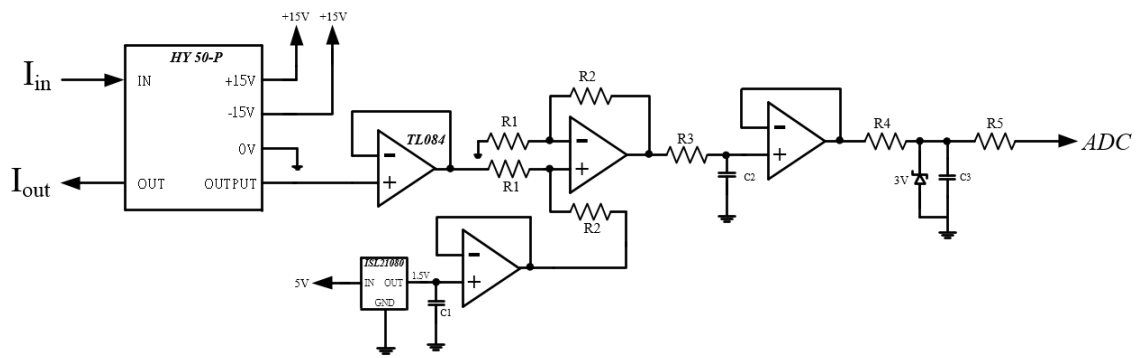 +15V +15V
HY 50-P
I_in IN +15V
-15V
0V
I_out OUT OUTPUT
TL084
R1 R2
R1
R2
R3
C2
R4 R5
3V C3
ADC
ISL21080
5V IN OUT 1.5V
GND
C1